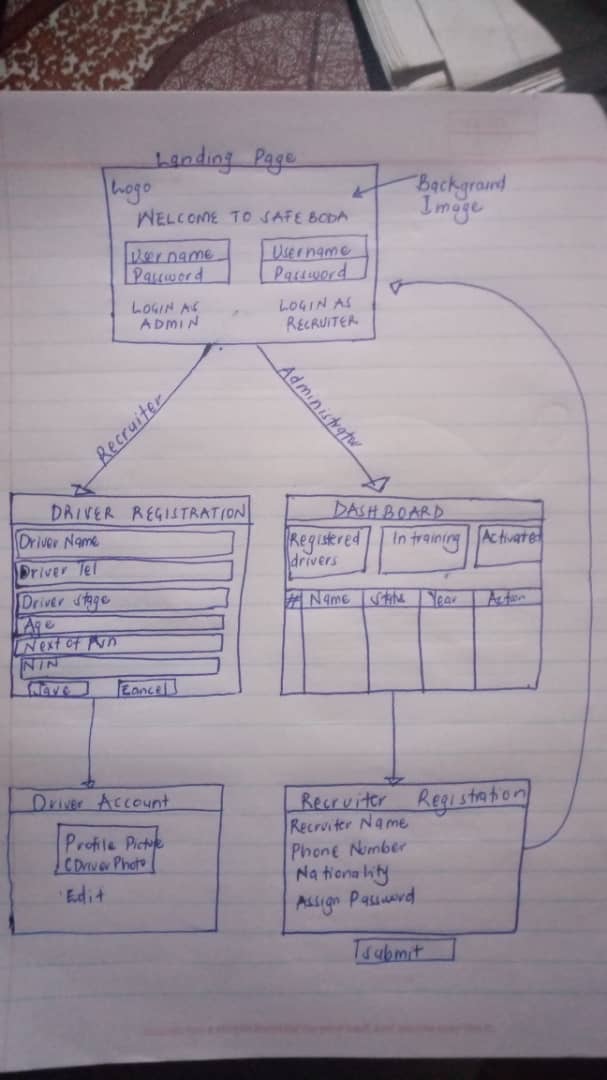 Landing Page
Logo
Background
Image
WELCOME TO SAFE BODA
Username
Password
Username
Password
LOGIN AS
ADMIN
LOGIN AS
RECRUITER
Recruiter
Administrator
DRIVER REGISTRATION
Driver Name
Driver Tel
Driver stage
Age
Next of Kin
NIN
Save
Cancel
DASHBOARD
Registered
drivers
In training
Activated
# Name Status Year Action
Driver Account
Profile Picture
(Driver Photo)
Edit
Recruiter Registration
Recruiter Name
Phone Number
Nationality
Assign Password
Submit